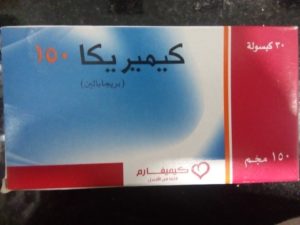 ٣٠ كبسولة
كيميريكا ١٥٠
(بريجابالين)
كيميفارم
١٥٠ مجم